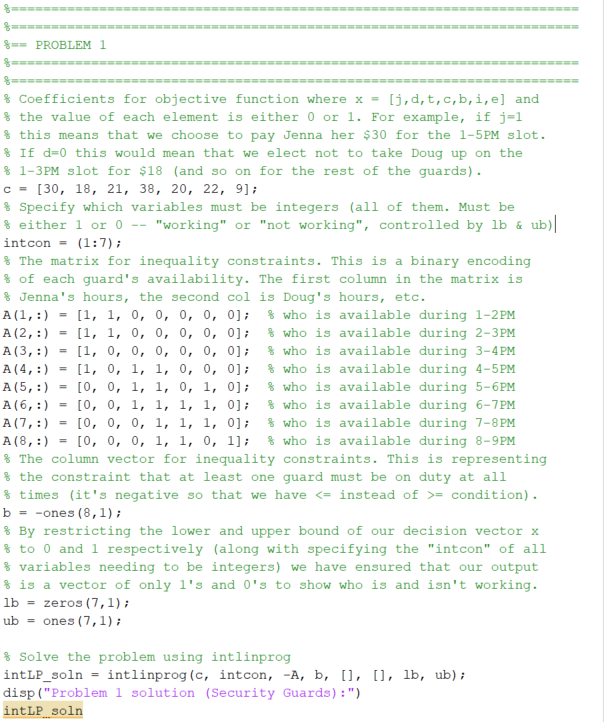 %=======================================================================
%=======================================================================
%== PROBLEM 1
%=======================================================================
%=======================================================================
% Coefficients for objective function where x = [j,d,t,c,b,i,e] and
% the value of each element is either 0 or 1. For example, if j=1
% this means that we choose to pay Jenna her $30 for the 1-5PM slot.
% If d=0 this would mean that we elect not to take Doug up on the
% 1-3PM slot for $18 (and so on for the rest of the guards).
c = [30, 18, 21, 38, 20, 22, 9];
% Specify which variables must be integers (all of them. Must be
% either 1 or 0 -- "working" or "not working", controlled by lb & ub)
intcon = (1:7);
% The matrix for inequality constraints. This is a binary encoding
% of each guard's availability. The first column in the matrix is
% Jenna's hours, the second col is Doug's hours, etc.
A(1,:) = [1, 1, 0, 0, 0, 0, 0];  % who is available during 1-2PM
A(2,:) = [1, 1, 0, 0, 0, 0, 0];  % who is available during 2-3PM
A(3,:) = [1, 0, 0, 0, 0, 0, 0];  % who is available during 3-4PM
A(4,:) = [1, 0, 1, 1, 0, 0, 0];  % who is available during 4-5PM
A(5,:) = [0, 0, 1, 1, 0, 1, 0];  % who is available during 5-6PM
A(6,:) = [0, 0, 1, 1, 1, 1, 0];  % who is available during 6-7PM
A(7,:) = [0, 0, 0, 1, 1, 1, 0];  % who is available during 7-8PM
A(8,:) = [0, 0, 0, 1, 1, 0, 1];  % who is available during 8-9PM
% The column vector for inequality constraints. This is representing
% the constraint that at least one guard must be on duty at all
% times (it's negative so that we have <= instead of >= condition).
b = -ones(8,1);
% By restricting the lower and upper bound of our decision vector x
% to 0 and 1 respectively (along with specifying the "intcon" of all
% variables needing to be integers) we have ensured that our output
% is a vector of only 1's and 0's to show who is and isn't working.
lb = zeros(7,1);
ub = ones(7,1);
% Solve the problem using intlinprog
intLP_soln = intlinprog(c, intcon, -A, b, [], [], lb, ub);
disp("Problem 1 solution (Security Guards):")
intLP_soln